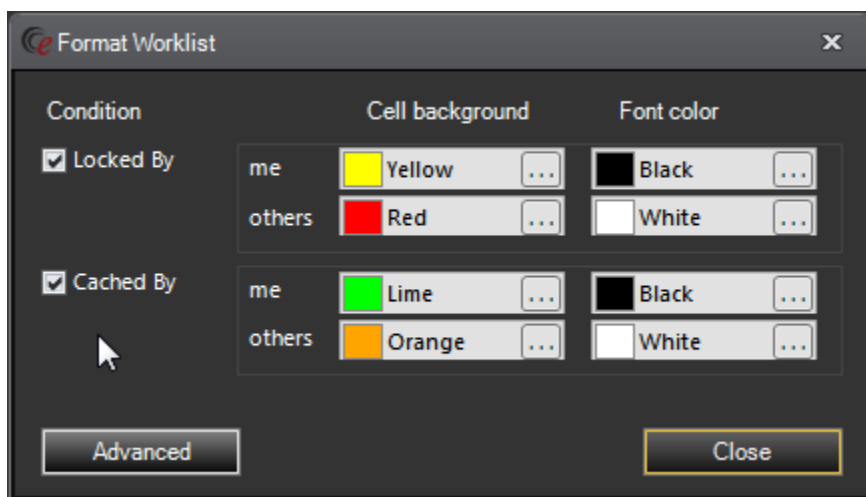 Format Worklist
Condition Cell background Font color
Locked By me Yellow ... Black ...
others Red ... White ...
Cached By me Lime ... Black ...
others Orange ... White ...
Advanced Close